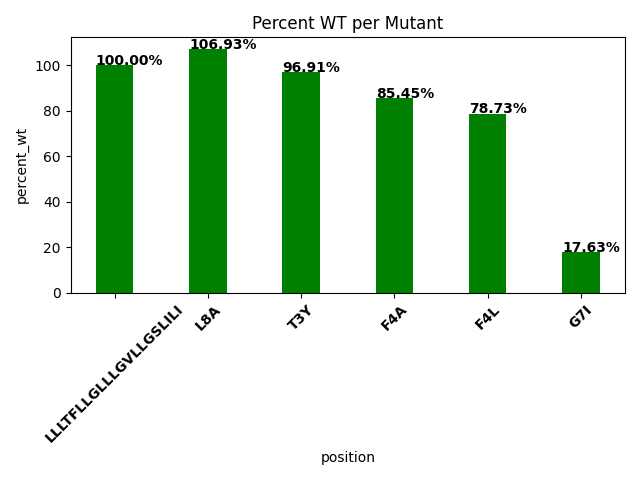 Percent WT per Mutant
percent_wt
100
80
60
40
20
0
100.00%
106.93%
96.91%
85.45%
78.73%
17.63%
LLLTFLLGLLLGVLLGSLILI
L8A
T3Y
F4A
F4L
G7I
position